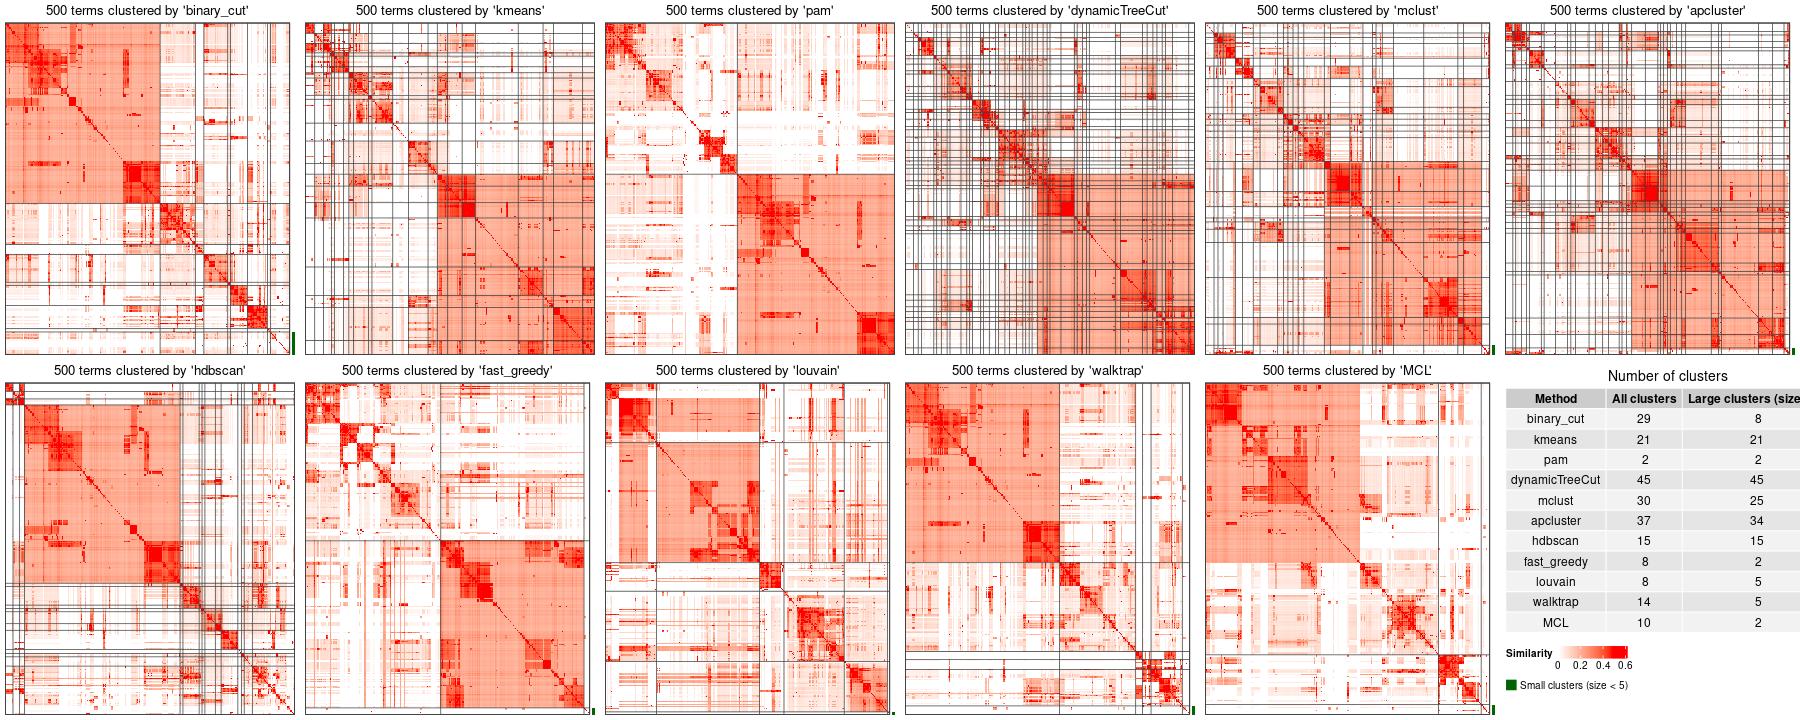 500 terms clustered by 'binary_cut'
500 terms clustered by 'kmeans'
500 terms clustered by 'pam'
500 terms clustered by 'dynamicTreeCut'
500 terms clustered by 'mclust'
500 terms clustered by 'apcluster'
500 terms clustered by 'hdbscan'
500 terms clustered by 'fast_greedy'
500 terms clustered by 'louvain'
500 terms clustered by 'walktrap'
500 terms clustered by 'MCL'
Number of clusters
Method All clusters Large clusters (size
binary_cut 29 8
kmeans 21 21
pam 2 2
dynamicTreeCut 45 45
mclust 30 25
apcluster 37 34
hdbscan 15 15
fast_greedy 8 2
louvain 8 5
walktrap 14 5
MCL 10 2
Similarity
0 0.2 0.4 0.6
Small clusters (size < 5)